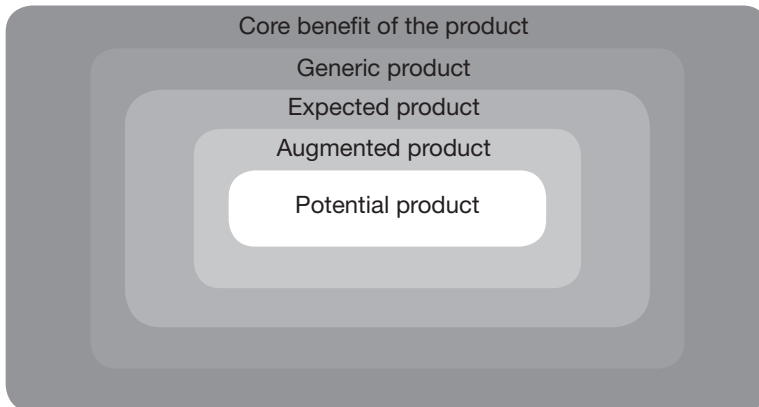 Core benefit of the product
Generic product
Expected product
Augmented product
Potential product